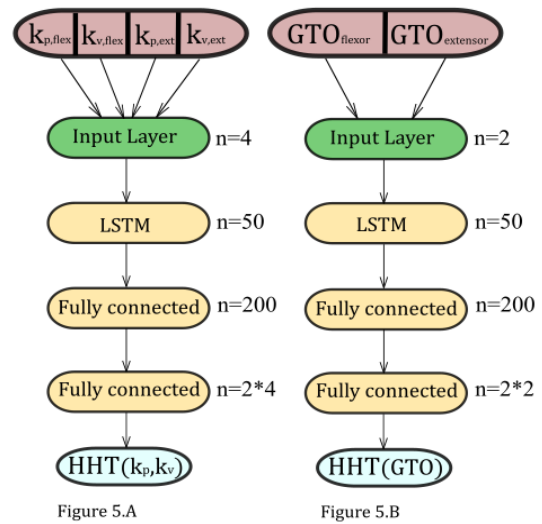 kp,flex kv,flex kp,ext kv,ext GTOflexor GTOextensor
Input Layer n=4 Input Layer n=2
LSTM n=50 LSTM n=50
Fully connected n=200 Fully connected n=200
Fully connected n=2*4 Fully connected n=2*2
HHT(kp,kv) HHT(GTO)
Figure 5.A Figure 5.B